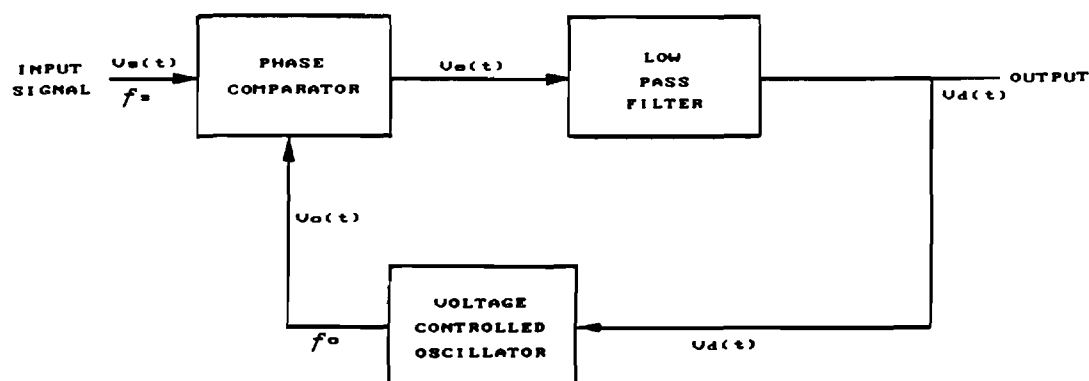 INPUT
SIGNAL
Vs(t)
fs
PHASE
COMPARATOR
Ve(t)
LOW
PASS
FILTER
OUTPUT
Vd(t)
Vo(t)
fo
VOLTAGE
CONTROLLED
OSCILLATOR
Vd(t)